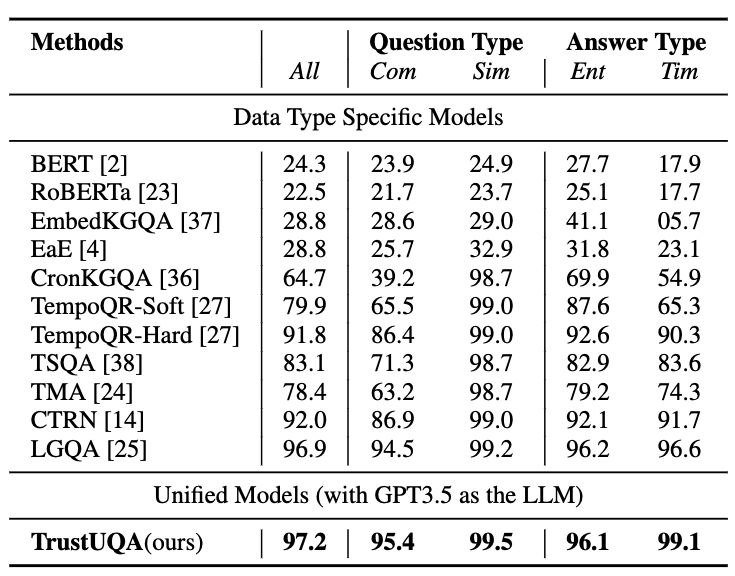 Methods Question Type Answer Type
All Com Sim Ent Tim
Data Type Specific Models
BERT [2] 24.3 23.9 24.9 27.7 17.9
RoBERTa [23] 22.5 21.7 23.7 25.1 17.7
EmbedKGQA [37] 28.8 28.6 29.0 41.1 05.7
EaE [4] 28.8 25.7 32.9 31.8 23.1
CronKGQA [36] 64.7 39.2 98.7 69.9 54.9
TempoQR-Soft [27] 79.9 65.5 99.0 87.6 65.3
TempoQR-Hard [27] 91.8 86.4 99.0 92.6 90.3
TSQA [38] 83.1 71.3 98.7 82.9 83.6
TMA [24] 78.4 63.2 98.7 79.2 74.3
CTRN [14] 92.0 86.9 99.0 92.1 91.7
LGQA [25] 96.9 94.5 99.2 96.2 96.6
Unified Models (with GPT3.5 as the LLM)
TrustUQA(ours) 97.2 95.4 99.5 96.1 99.1